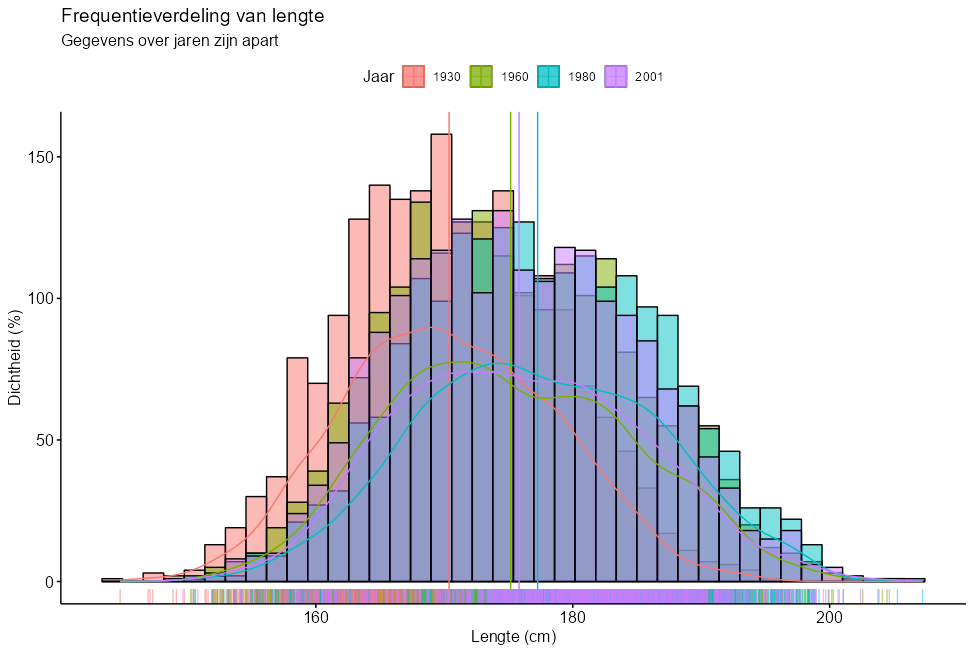 Frequentieverdeling van lengte
Gegevens over jaren zijn apart
Jaar 1930 1960 1980 2001
Dichtheid (%)
150
100
50
0
160 180 200
Lengte (cm)